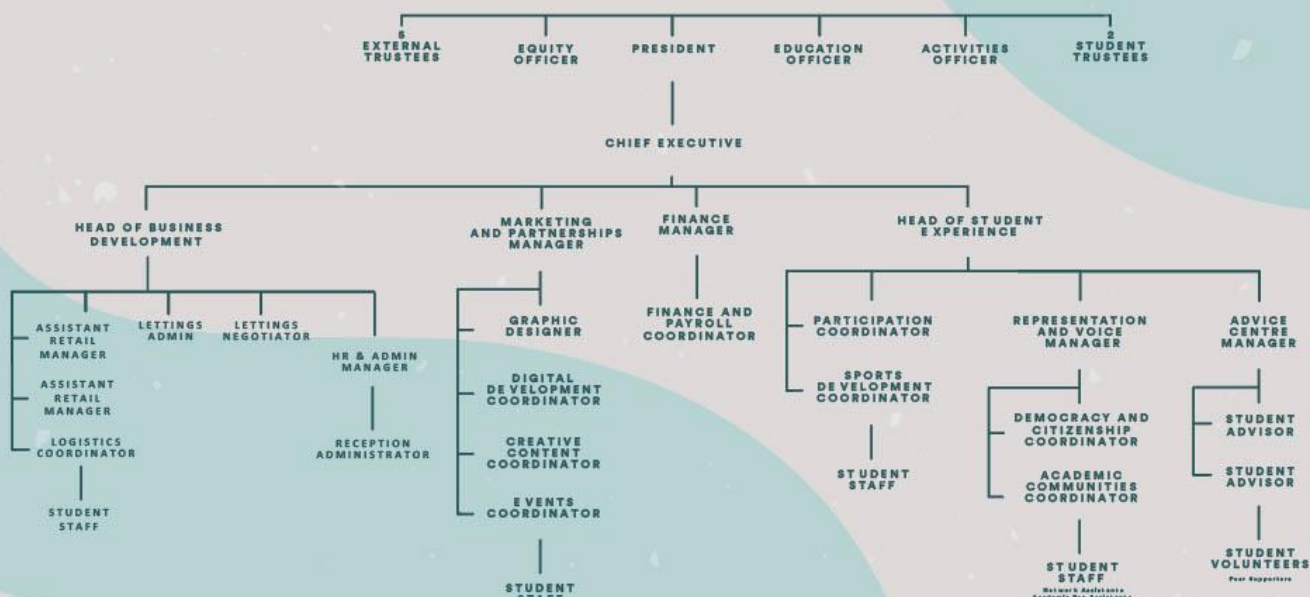 5
EXTERNAL
TRUSTEES
EQUITY
OFFICER
PRESIDENT
EDUCATION
OFFICER
ACTIVITIES
OFFICER
2
STUDENT
TRUSTEES
CHIEF EXECUTIVE
HEAD OF BUSINESS
DEVELOPMENT
MARKETING
AND PARTNERSHIPS
MANAGER
FINANCE
MANAGER
HEAD OF STUDENT
EXPERIENCE
ASSISTANT
RETAIL
MANAGER
LETTINGS
ADMIN
LETTINGS
NEGOTIATOR
HR & ADMIN
MANAGER
ASSISTANT
RETAIL
MANAGER
LOGISTICS
COORDINATOR
RECEPTION
ADMINISTRATOR
STUDENT
STAFF
GRAPHIC
DESIGNER
DIGITAL
DEVELOPMENT
COORDINATOR
CREATIVE
CONTENT
COORDINATOR
EVENTS
COORDINATOR
STUDENT
STAFF
FINANCE AND
PAYROLL
COORDINATOR
PARTICIPATION
COORDINATOR
SPORTS
DEVELOPMENT
COORDINATOR
STUDENT
STAFF
REPRESENTATION
AND VOICE
MANAGER
DEMOCRACY AND
CITIZENSHIP
COORDINATOR
ACADEMIC
COMMUNITIES
COORDINATOR
STUDENT
STAFF
Network Assistants
ADVICE
CENTRE
MANAGER
STUDENT
ADVISOR
STUDENT
ADVISOR
STUDENT
VOLUNTEERS
Peer Supporters